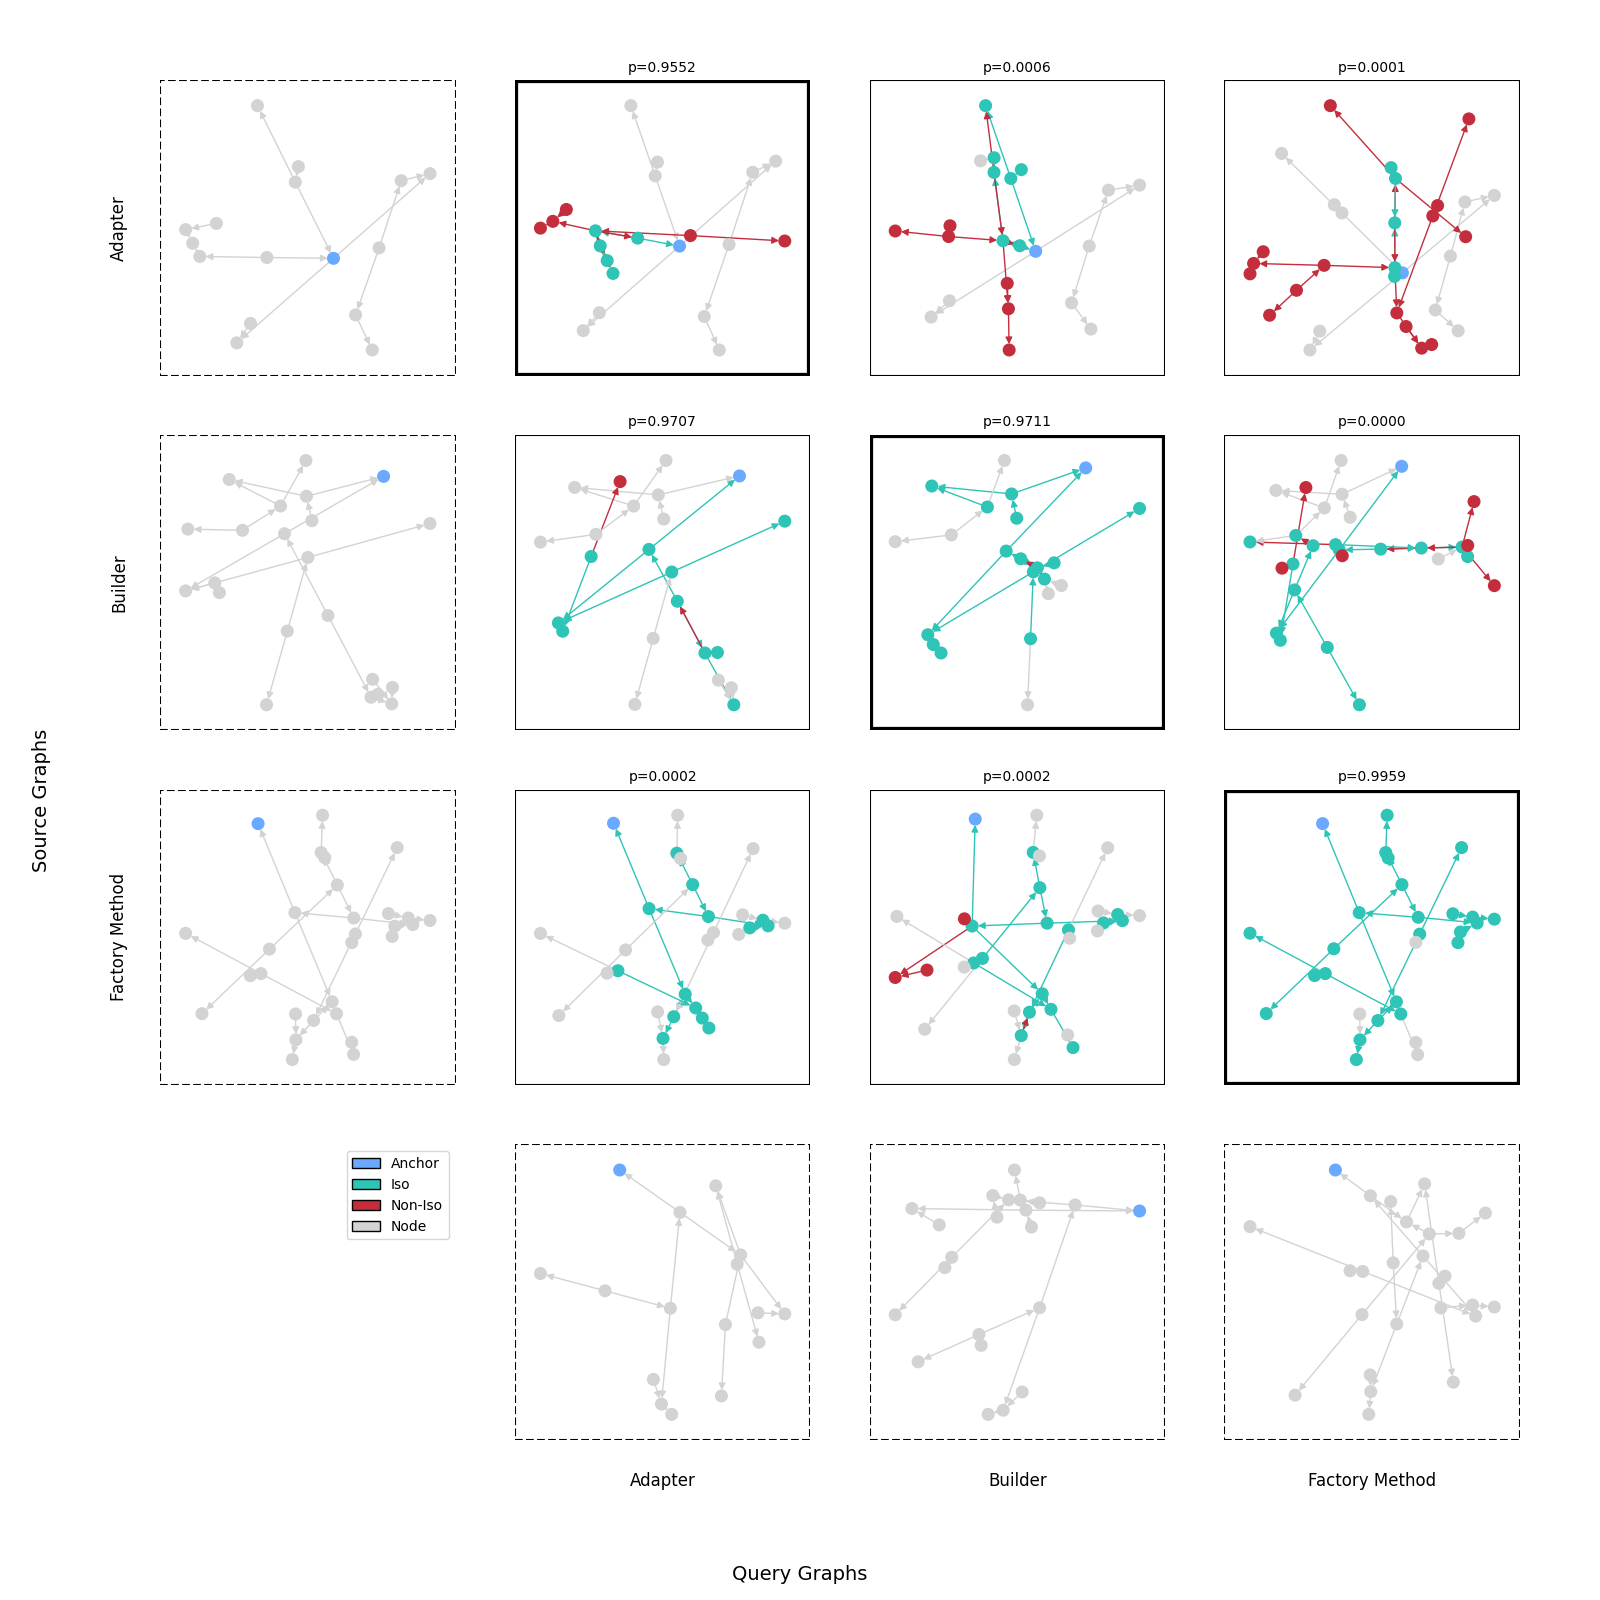 p=0.9552
p=0.0006
p=0.0001
Adapter
p=0.9707
p=0.9711
p=0.0000
Builder
Source Graphs
p=0.0002
p=0.0002
p=0.9959
Factory Method
Anchor
Iso
Non-Iso
Node
Adapter
Builder
Factory Method
Query Graphs